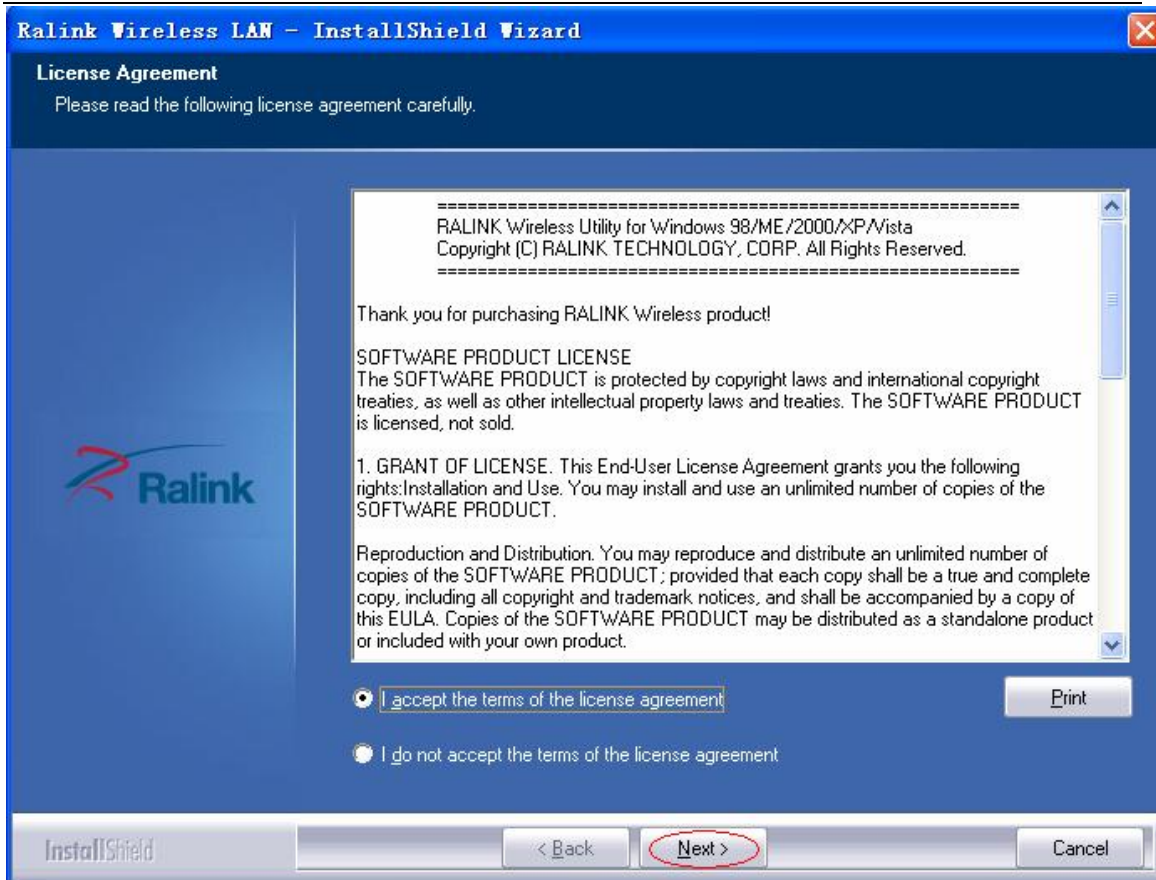 Ralink Wireless LAN - InstallShield Wizard
License Agreement
Please read the following license agreement carefully.
============================================================
RALINK Wireless Utility for Windows 98/ME/2000/XP/Vista
Copyright (C) RALINK TECHNOLOGY, CORP. All Rights Reserved.
============================================================
Thank you for purchasing RALINK Wireless product!
SOFTWARE PRODUCT LICENSE
The SOFTWARE PRODUCT is protected by copyright laws and international copyright
treaties, as well as other intellectual property laws and treaties. The SOFTWARE PRODUCT
is licensed, not sold.
1. GRANT OF LICENSE. This End-User License Agreement grants you the following
rights:Installation and Use. You may install and use an unlimited number of copies of the
SOFTWARE PRODUCT.
Reproduction and Distribution. You may reproduce and distribute an unlimited number of
copies of the SOFTWARE PRODUCT; provided that each copy shall be a true and complete
copy, including all copyright and trademark notices, and shall be accompanied by a copy of
this EULA. Copies of the SOFTWARE PRODUCT may be distributed as a standalone product
or included with your own product.
Ralink
I accept the terms of the license agreement
Print
I do not accept the terms of the license agreement
InstallShield
< Back
Next >
Cancel